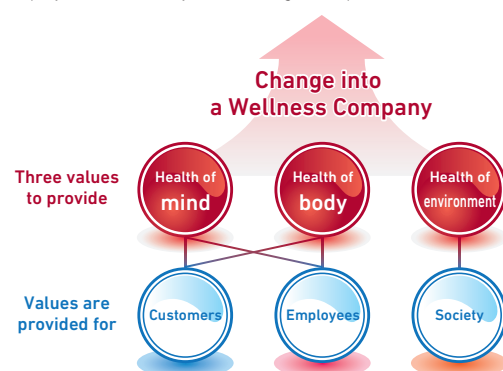 Change into
a Wellness Company
Three values
to provide
Health of
mind
Health of
body
Health of
environment
Values are
provided for
Customers
Employees
Society